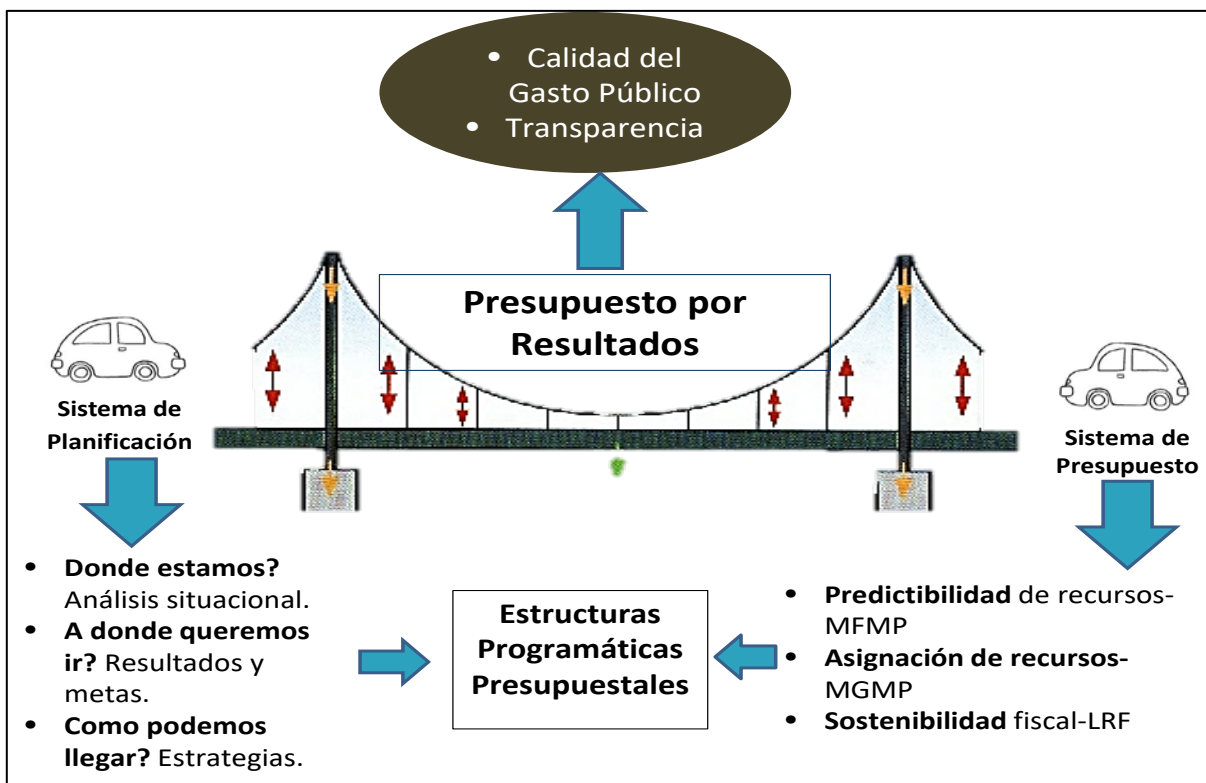 • Calidad del
Gasto Público
• Transparencia
Presupuesto por
Resultados
Sistema de
Planificación
Sistema de
Presupuesto
• Donde estamos?
Análisis situacional.
• A donde queremos
ir? Resultados y
metas.
• Como podemos
llegar? Estrategias.
Estructuras
Programáticas
Presupuestales
• Predictibilidad de recursos-
MFMP
• Asignación de recursos-
MGMP
• Sostenibilidad fiscal-LRF